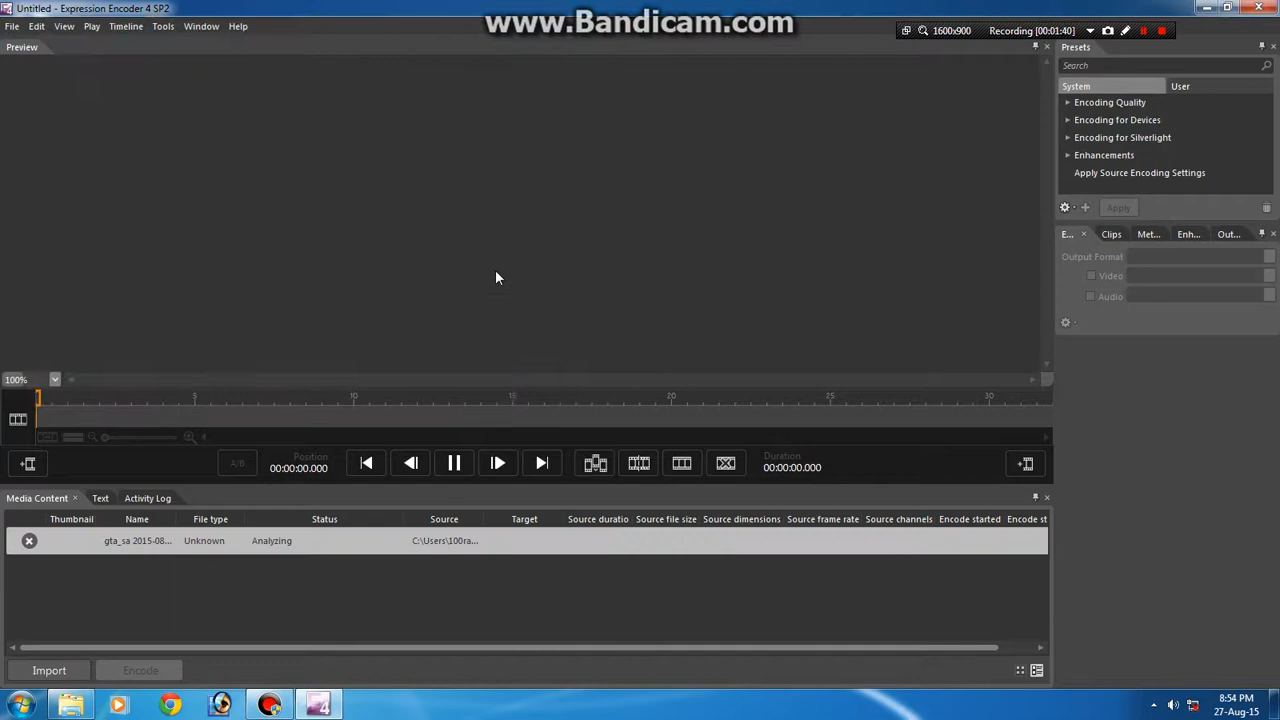 Untitled - Expression Encoder 4 SP2
www.Bandicam.com
File Edit View Play Timeline Tools Window Help
1600x900 Recording [00:01:40]
Preview
Presets
Search
System User
Encoding Quality
Encoding for Devices
Encoding for Silverlight
Enhancements
Apply Source Encoding Settings
Apply
E... Clips Met... Enh... Out...
Output Format
Video
Audio
100%
5 10 15 20 25 30
A/B
Position
00:00:00.000
Duration
00:00:00.000
Media Content Text Activity Log
Thumbnail Name File type Status Source Target Source duratio Source file size Source dimensions Source frame rate Source channels Encode started Encode st
gta_sa 2015-08... Unknown Analyzing C:\Users\100ra...
Import Encode
4
8:54 PM
27-Aug-15